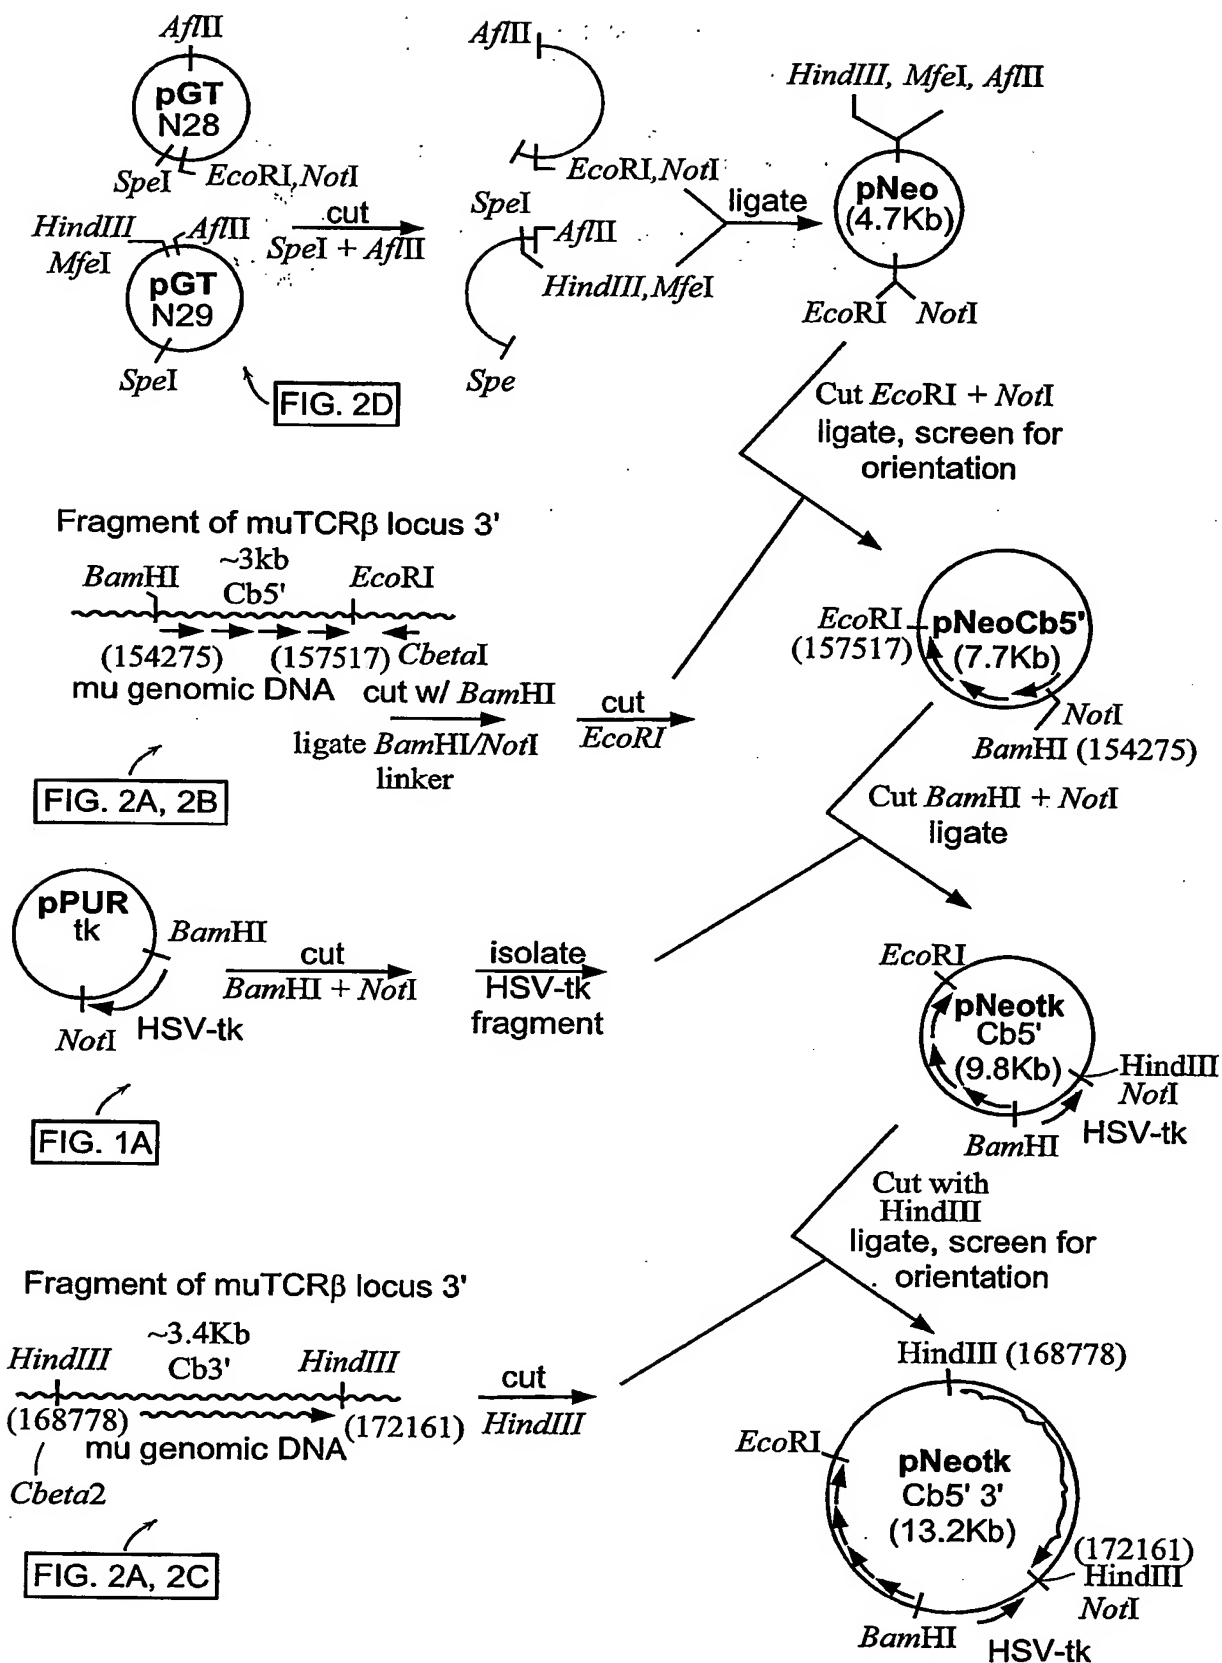 AflII
pGT
N28
SpeI
EcoRI,NotI
HindIII
MfeI
AflII
pGT
N29
SpeI
cut
SpeI + AflII
FIG. 2D
AflII
EcoRI,NotI
SpeI
AflII
HindIII,MfeI
Spe
ligate
HindIII, MfeI, AflII
pNeo
(4.7Kb)
EcoRI
NotI
Cut EcoRI + NotI
ligate, screen for
orientation
Fragment of muTCRβ locus 3'
~3kb
BamHI
Cb5'
EcoRI
(154275)
(157517)
CbetaI
mu genomic DNA
cut w/ BamHI
ligate BamHI/NotI
linker
cut
EcoRI
FIG. 2A, 2B
EcoRI
(157517)
pNeoCb5'
(7.7Kb)
NotI
BamHI (154275)
Cut BamHI + NotI
ligate
pPUR
tk
BamHI
NotI
HSV-tk
cut
BamHI + NotI
isolate
HSV-tk
fragment
FIG. 1A
EcoRI
pNeotk
Cb5'
(9.8Kb)
HindIII
NotI
BamHI
HSV-tk
Cut with
HindIII
ligate, screen for
orientation
Fragment of muTCRβ locus 3'
~3.4Kb
HindIII
Cb3'
HindIII
(168778)
(172161)
mu genomic DNA
Cbeta2
cut
HindIII
FIG. 2A, 2C
HindIII (168778)
EcoRI
pNeotk
Cb5' 3'
(13.2Kb)
(172161)
HindIII
NotI
BamHI
HSV-tk